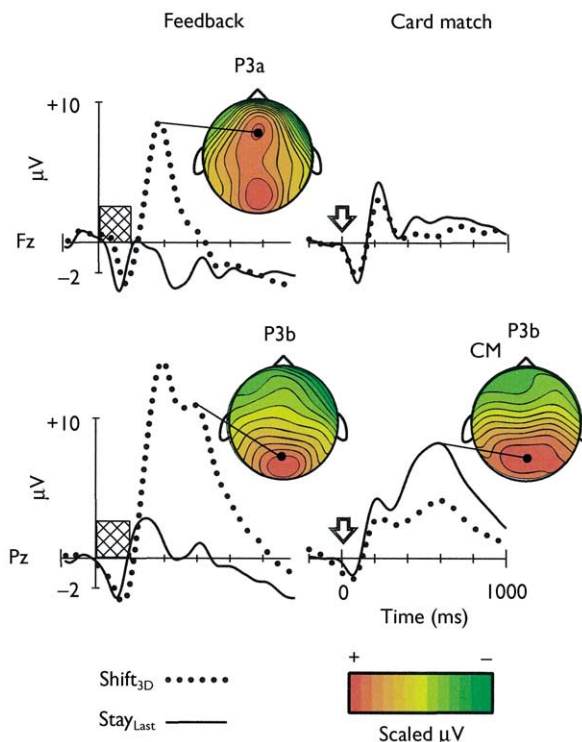 Feedback
Card match
P3a
+10
µV
Fz
−2
P3b
CM
P3b
+10
µV
Pz
−2
0
1000
Time (ms)
Shift3D
StayLast
+
−
Scaled µV